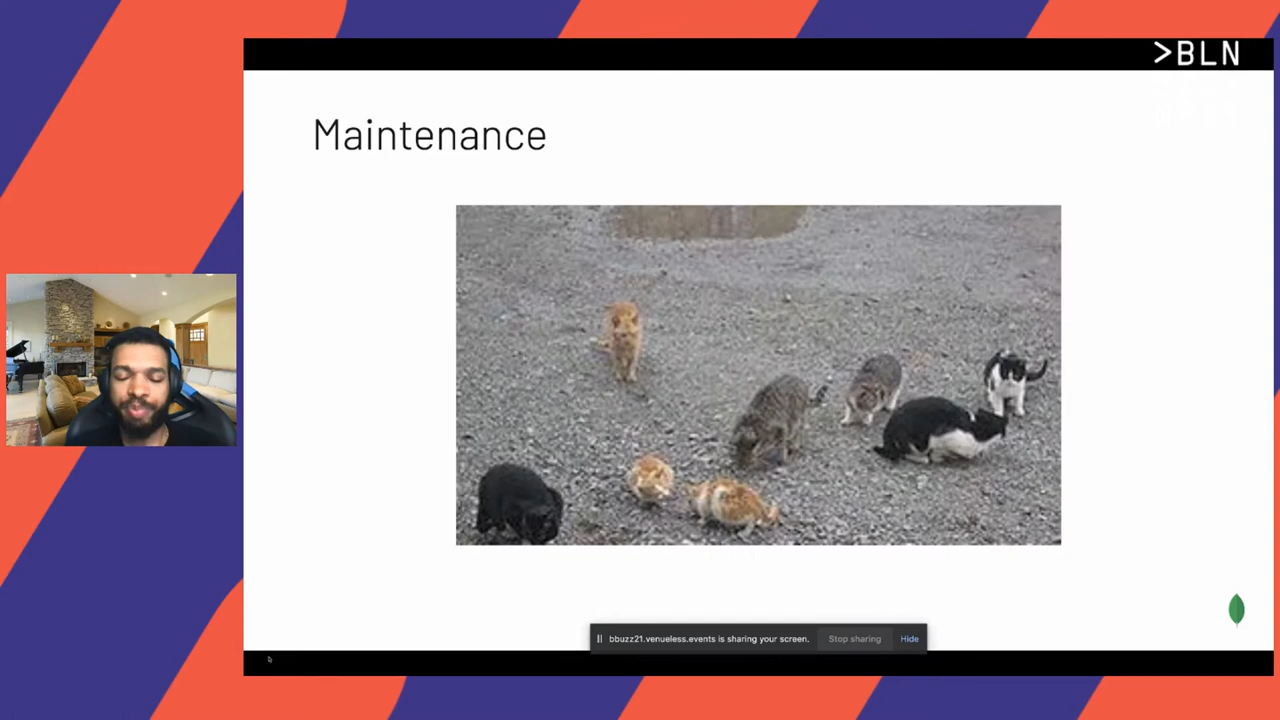 >BLN
Maintenance
bbuzz21.venueless.events is sharing your screen. Stop sharing Hide